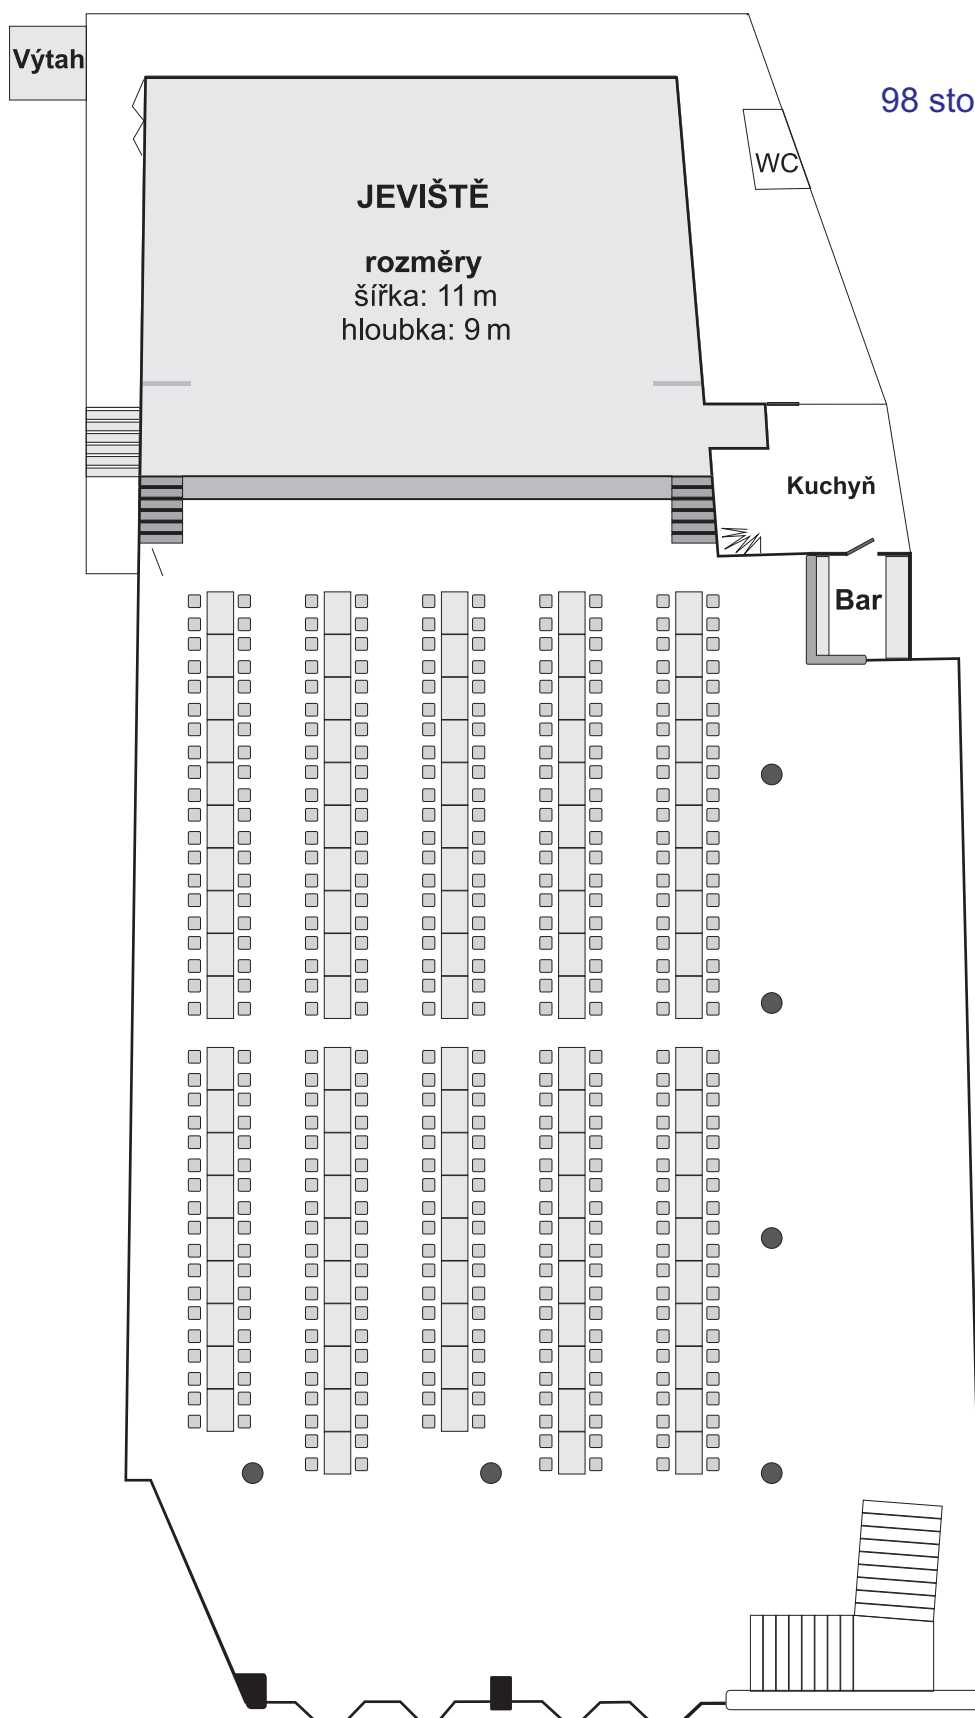 Výtah
98 sto
WC
JEVIŠTĚ
rozměry
šířka: 11 m
hloubka: 9 m
Kuchyň
Bar